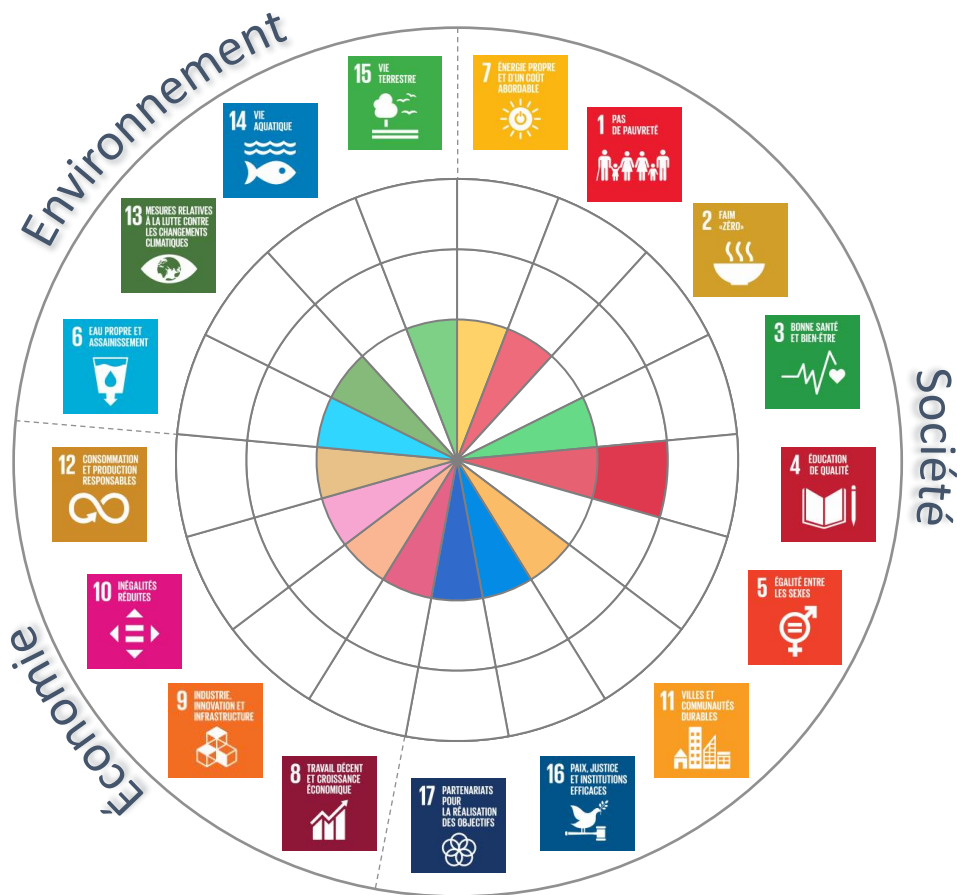 Environnement
Société
Économie
7 ÉNERGIE PROPRE
ET D'UN COÛT
ABORDABLE
1 PAS
DE PAUVRETÉ
2 FAIM
«ZÉRO»
3 BONNE SANTÉ
ET BIEN-ÊTRE
4 ÉDUCATION
DE QUALITÉ
5 ÉGALITÉ ENTRE
LES SEXES
11 VILLES ET
COMMUNAUTÉS
DURABLES
16 PAIX, JUSTICE
ET INSTITUTIONS
EFFICACES
17 PARTENARIATS
POUR
LA RÉALISATION
DES OBJECTIFS
8 TRAVAIL DÉCENT
ET CROISSANCE
ÉCONOMIQUE
9 INDUSTRIE,
INNOVATION ET
INFRASTRUCTURE
10 INÉGALITÉS
RÉDUITES
12 CONSOMMATION
ET PRODUCTION
RESPONSABLES
6 EAU PROPRE ET
ASSAINISSEMENT
13 MESURES RELATIVES
À LA LUTTE CONTRE
LES CHANGEMENTS
CLIMATIQUES
14 VIE
AQUATIQUE
15 VIE
TERRESTRE